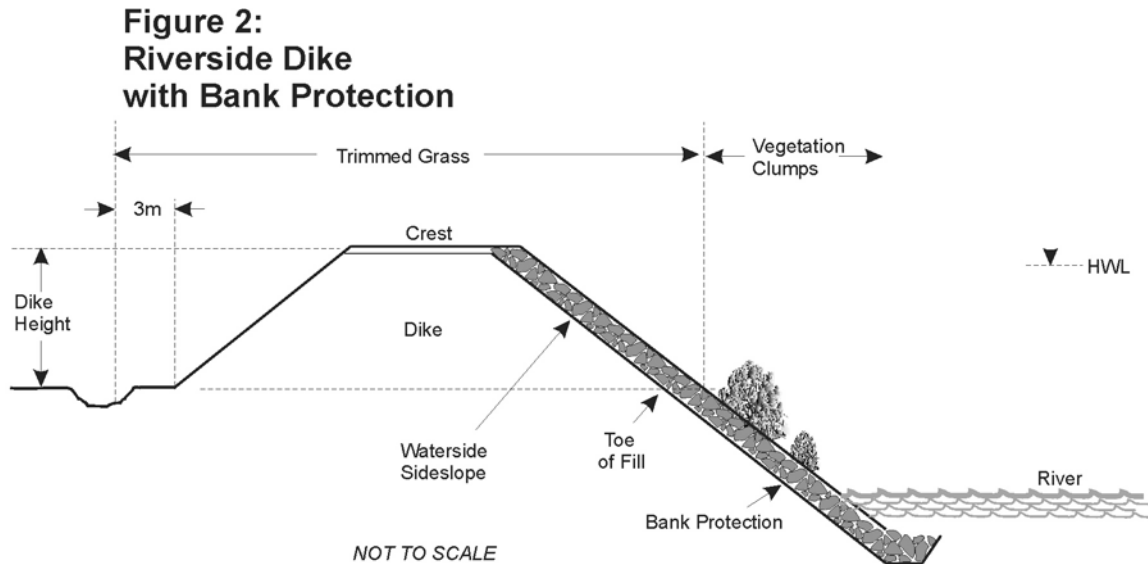 Figure 2:
Riverside Dike
with Bank Protection
Trimmed Grass
Vegetation
Clumps
3m
Crest
HWL
Dike
Height
Dike
Waterside
Sideslope
Toe
of Fill
River
Bank Protection
NOT TO SCALE